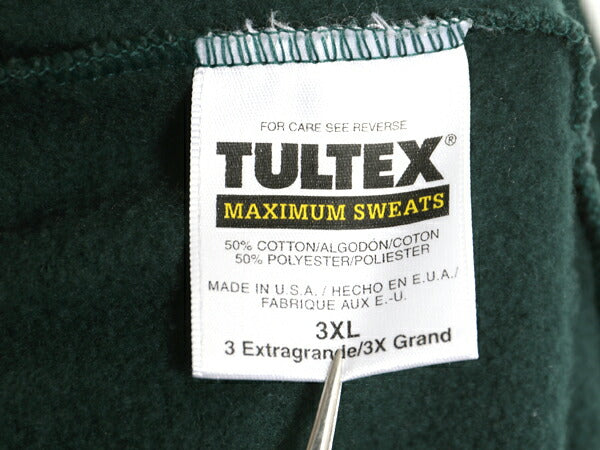 FOR CARE SEE REVERSE
TULTEX®
MAXIMUM SWEATS
50% COTTON/ALGODÓN/COTON
50% POLYESTER/POLIESTER
MADE IN U.S.A. / HECHO EN E.U.A./
FABRIQUE AUX E.-U.
3XL
3 Extragrande/3X Grand